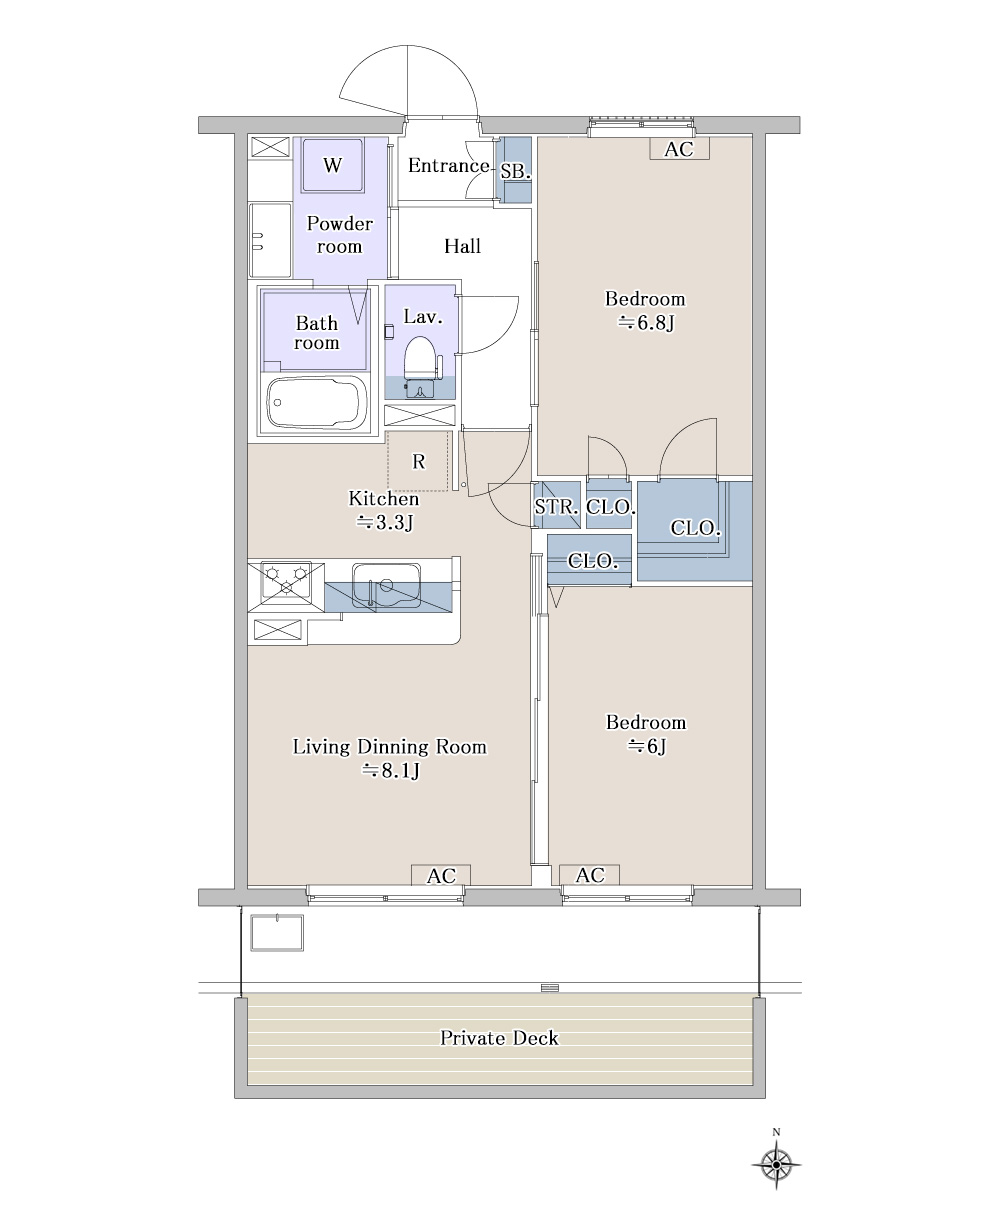 AC
W
Entrance
SB.
Powder
room
Hall
Bedroom
≒6.8J
Bath
room
Lav.
R
Kitchen
≒3.3J
STR.
CLO.
CLO.
CLO.
Living Dinning Room
≒8.1J
Bedroom
≒6J
AC
AC
Private Deck
N